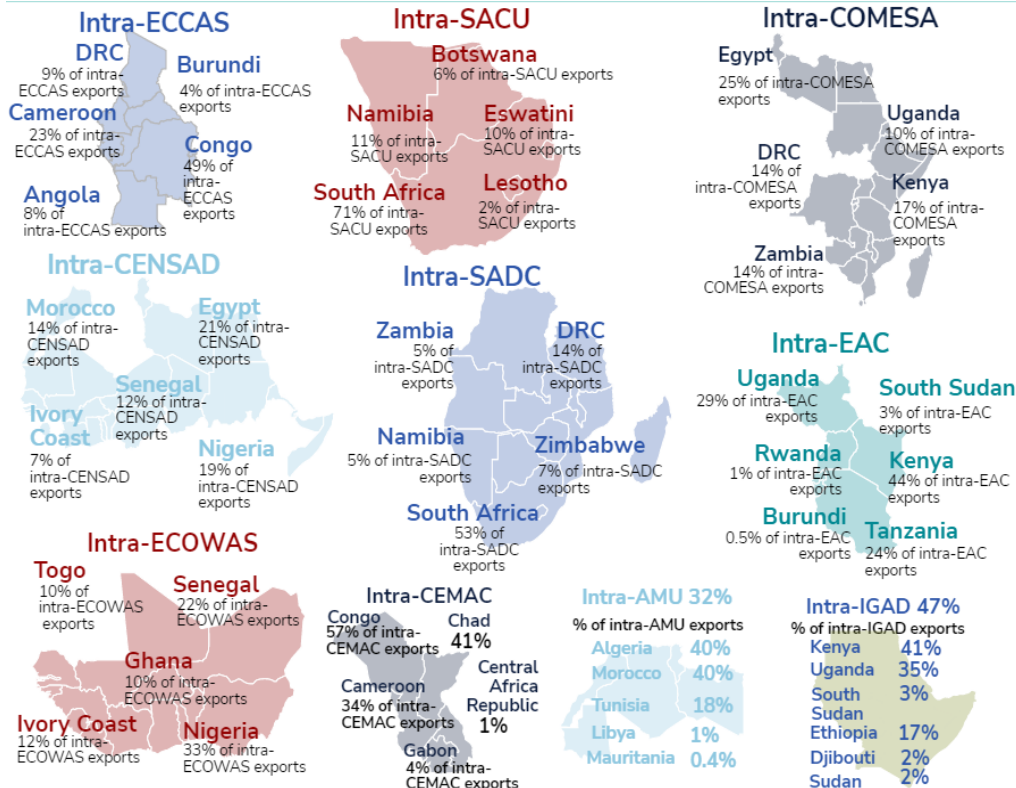 Intra-ECCAS
DRC
9% of intra-
ECCAS exports
Burundi
4% of intra-ECCAS
exports
Cameroon
23% of intra-
ECCAS exports
Congo
49% of
intra-
ECCAS
exports
Angola
8% of
intra-ECCAS exports
Intra-SACU
Botswana
6% of intra-SACU exports
Namibia
11% of intra-
SACU exports
Eswatini
10% of intra-
SACU exports
South Africa
71% of intra-
SACU exports
Lesotho
2% of intra-
SACU exports
Intra-COMESA
Egypt
25% of intra-COMESA
exports
Uganda
10% of intra-
COMESA exports
DRC
14% of
intra-COMESA
exports
Kenya
17% of intra-
COMESA
exports
Zambia
14% of intra-
COMESA exports
Intra-CENSAD
Morocco
14% of intra-
CENSAD
exports
Egypt
21% of intra-
CENSAD
exports
Senegal
12% of intra-
CENSAD
exports
Ivory
Coast
7% of
intra-CENSAD
exports
Nigeria
19% of
intra-CENSAD
exports
Intra-SADC
Zambia
5% of
intra-SADC
exports
DRC
14% of
intra-SADC
exports
Namibia
5% of intra-SADC
exports
Zimbabwe
7% of intra-SADC
exports
South Africa
53% of
intra-SADC
exports
Intra-EAC
Uganda
29% of intra-EAC
exports
South Sudan
3% of intra-EAC
exports
Rwanda
1% of intra-EAC
exports
Kenya
44% of intra-EAC
exports
Burundi
0.5% of intra-EAC
exports
Tanzania
24% of intra-EAC
exports
Intra-ECOWAS
Togo
10% of
intra-ECOWAS
exports
Senegal
22% of intra-
ECOWAS exports
Ghana
10% of intra-
ECOWAS exports
Ivory Coast
12% of intra-
ECOWAS exports
Nigeria
33% of intra-
ECOWAS exports
Intra-CEMAC
Congo
57% of intra-
CEMAC exports
Chad
41%
Cameroon
34% of intra-
CEMAC exports
Central
Africa
Republic
1%
Gabon
4% of intra-
CEMAC exports
Intra-AMU 32%
% of intra-AMU exports
Algeria 40%
Morocco 40%
Tunisia 18%
Libya 1%
Mauritania 0.4%
Intra-IGAD 47%
% of intra-IGAD exports
Kenya 41%
Uganda 35%
South 3%
Sudan
Ethiopia 17%
Djibouti 2%
Sudan 2%